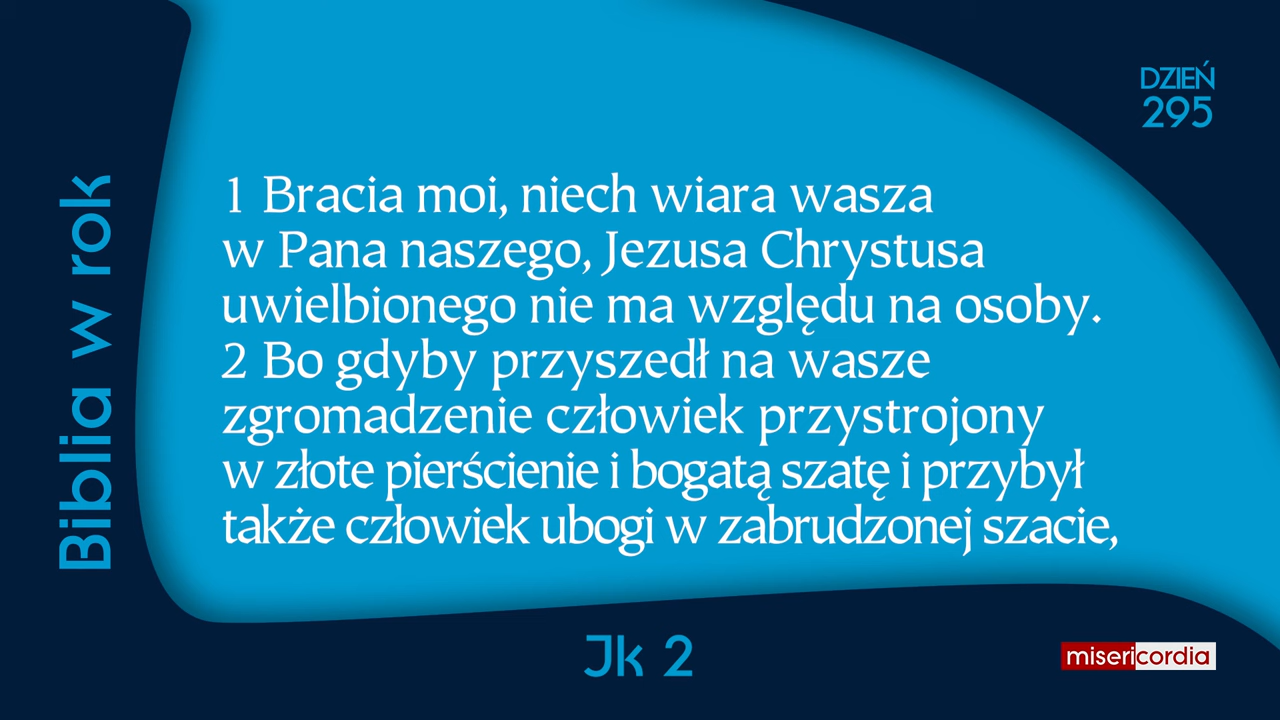 DZIEŃ
295
Biblia w rok
1 Bracia moi, niech wiara wasza
w Pana naszego, Jezusa Chrystusa
uwielbionego nie ma względu na osoby.
2 Bo gdyby przyszedł na wasze
zgromadzenie człowiek przystrojony
w złote pierścienie i bogatą szatę i przybył
także człowiek ubogi w zabrudzonej szacie,
Jk 2
misericordia